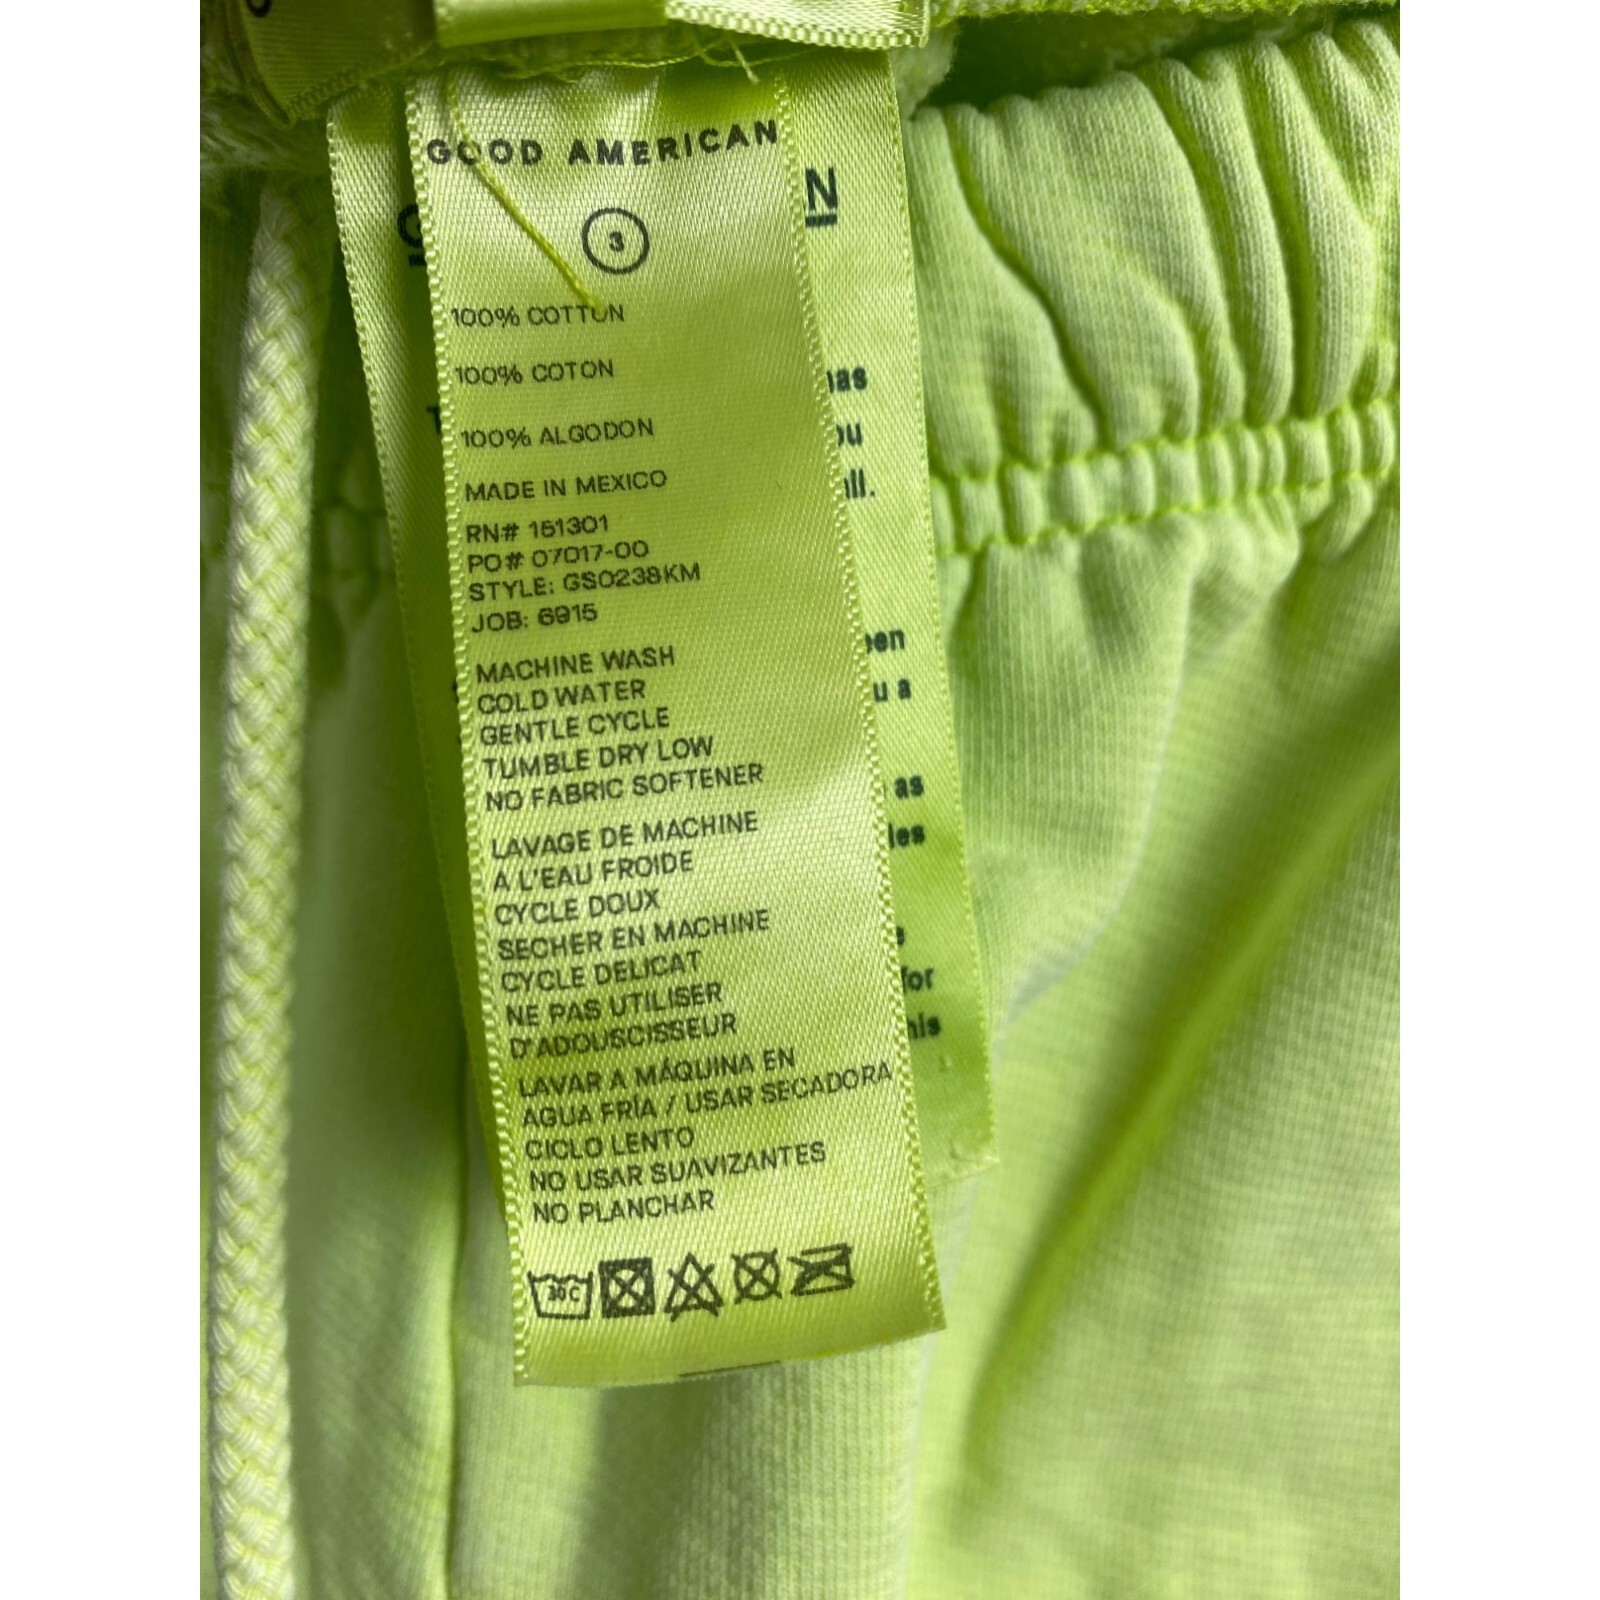 GOOD AMERICAN
3
100% COTTON
100% COTON
100% ALGODON
MADE IN MEXICO
RN# 151301
PO# 07017-00
STYLE: GS0238KM
JOB: 6915
MACHINE WASH
COLD WATER
GENTLE CYCLE
TUMBLE DRY LOW
NO FABRIC SOFTENER
LAVAGE DE MACHINE
A L'EAU FROIDE
CYCLE DOUX
SECHER EN MACHINE
CYCLE DELICAT
NE PAS UTILISER
D'ADOUSCISSEUR
LAVAR A MÁQUINA EN
AGUA FRÍA / USAR SECADORA
CICLO LENTO
NO USAR SUAVIZANTES
NO PLANCHAR
30C
N
as
for